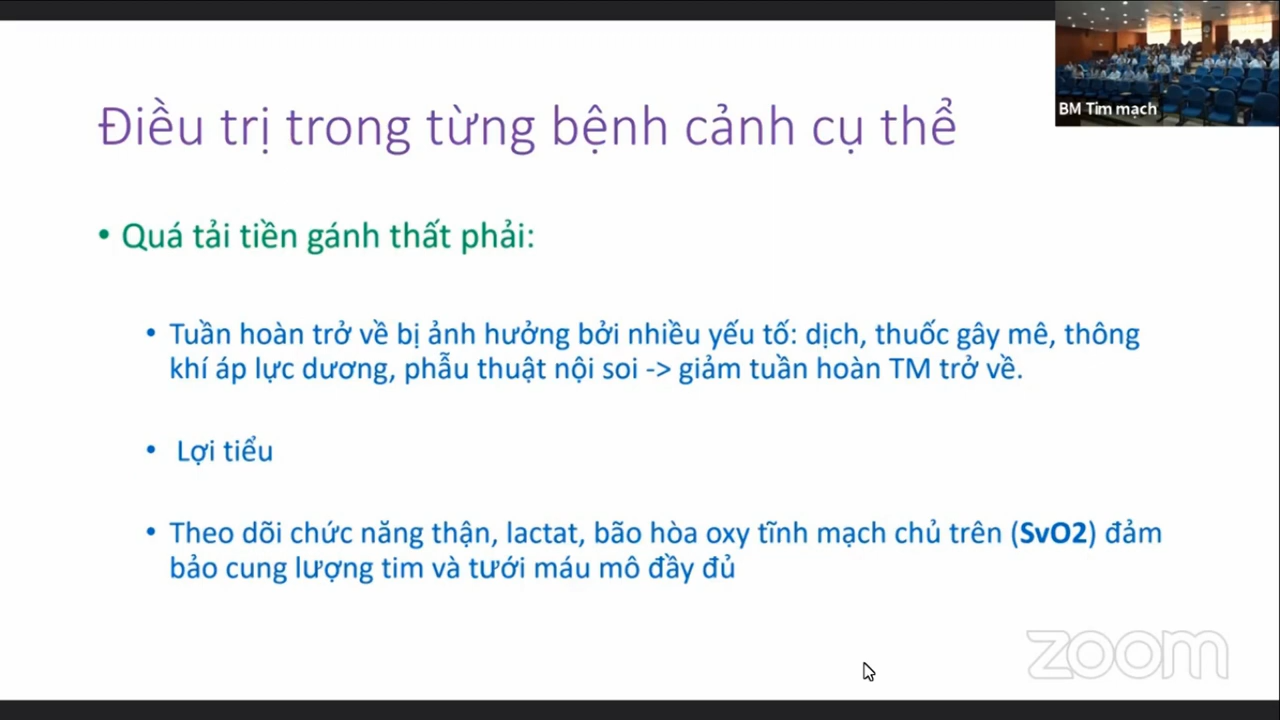 BM Tim mạch
Điều trị trong từng bệnh cảnh cụ thể
• Quá tải tiền gánh thất phải:
• Tuần hoàn trở về bị ảnh hưởng bởi nhiều yếu tố: dịch, thuốc gây mê, thông
khí áp lực dương, phẫu thuật nội soi -> giảm tuần hoàn TM trở về.
• Lợi tiểu
• Theo dõi chức năng thận, lactat, bão hòa oxy tĩnh mạch chủ trên (SvO2) đảm
bảo cung lượng tim và tưới máu mô đầy đủ
zoom